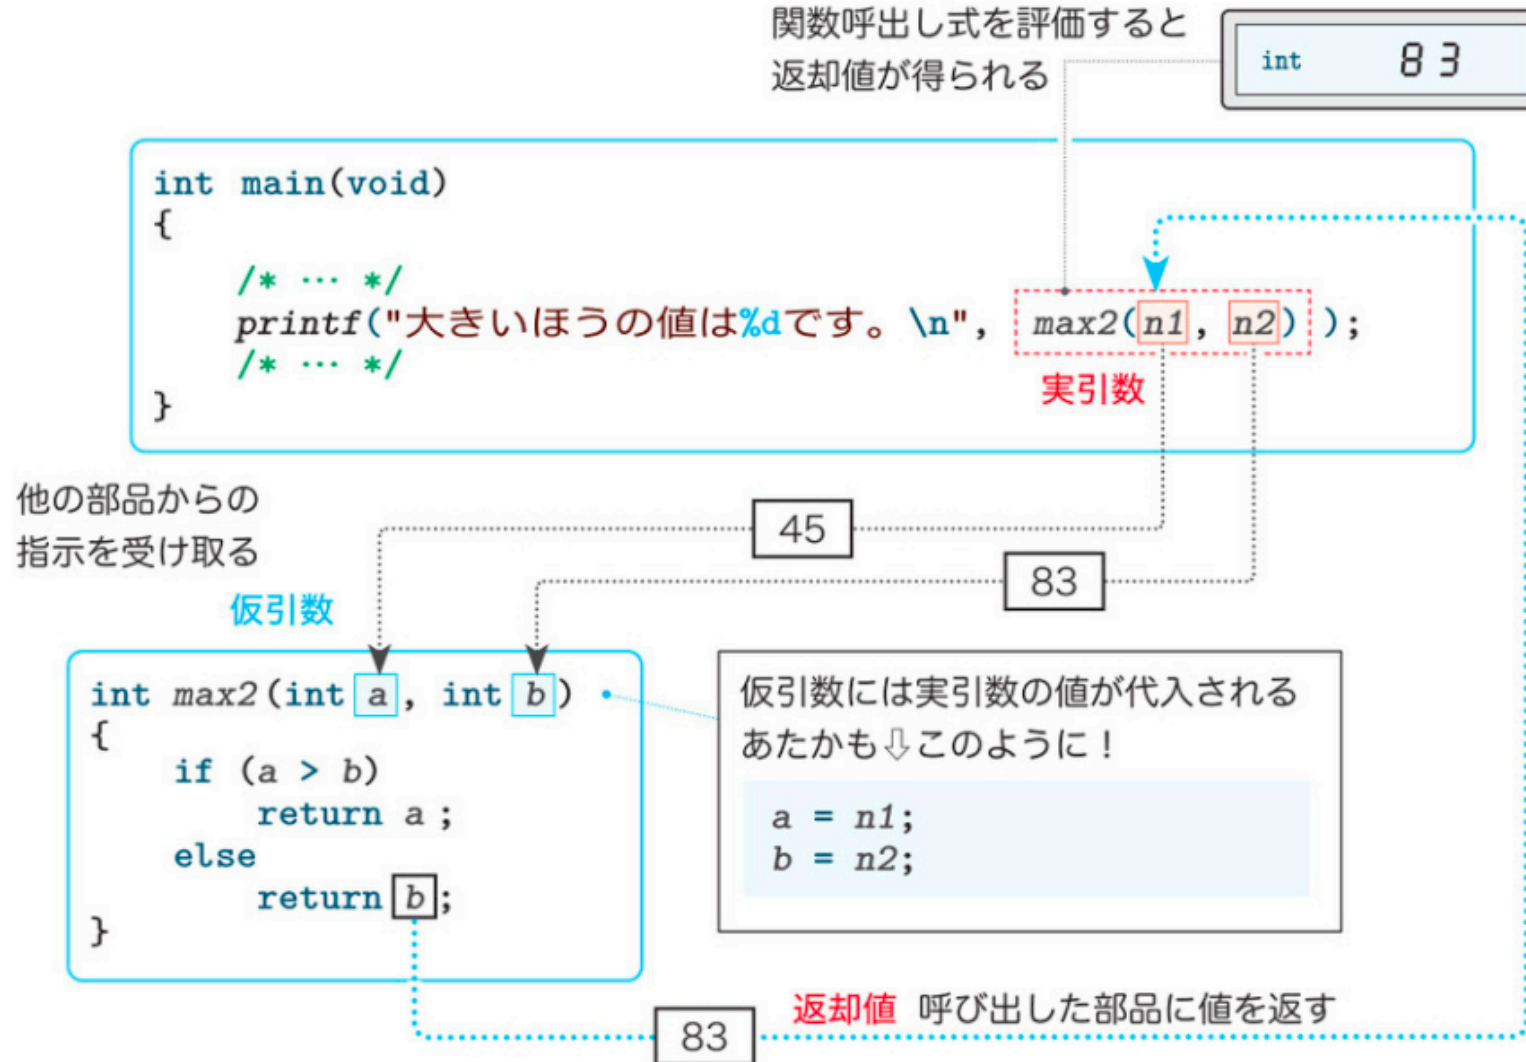 関数呼出し式を評価すると
返却値が得られる
int 83
int main(void)
{
/* … */
printf("大きいほうの値は%dです。\n", max2(n1, n2) );
/* … */
}
実引数
他の部品からの
指示を受け取る
45
83
仮引数
int max2(int a, int b)
{
if (a > b)
return a;
else
return b;
}
仮引数には実引数の値が代入される
あたかも⇩このように！
a = n1;
b = n2;
返却値 呼び出した部品に値を返す
83